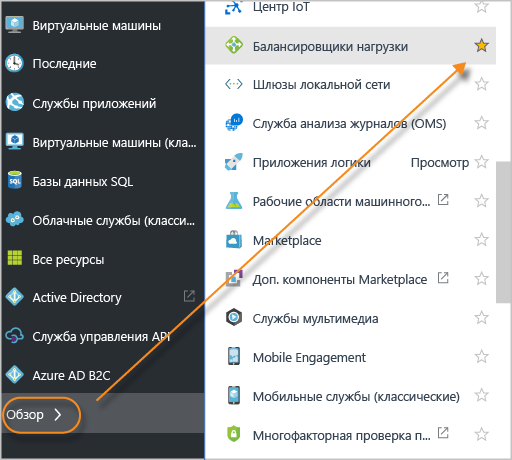 Виртуальные машины
Последние
Службы приложений
Виртуальные машины (кла...
Базы данных SQL
Облачные службы (класси...
Все ресурсы
Active Directory
Служба управления API
Azure AD B2C
Обзор
Центр IoT
Балансировщики нагрузки
Шлюзы локальной сети
Служба анализа журналов (OMS)
Приложения логики Просмотр
Рабочие области машинного...
Marketplace
Доп. компоненты Marketplace
Службы мультимедиа
Mobile Engagement
Мобильные службы (классические)
Многофакторная проверка п...